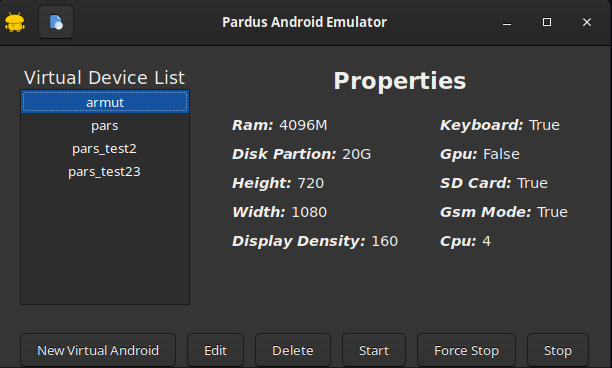 Pardus Android Emulator
Virtual Device List
armut
pars
pars_test2
pars_test23
Properties
Ram: 4096M Keyboard: True
Disk Partion: 20G Gpu: False
Height: 720 SD Card: True
Width: 1080 Gsm Mode: True
Display Density: 160 Cpu: 4
New Virtual Android Edit Delete Start Force Stop Stop